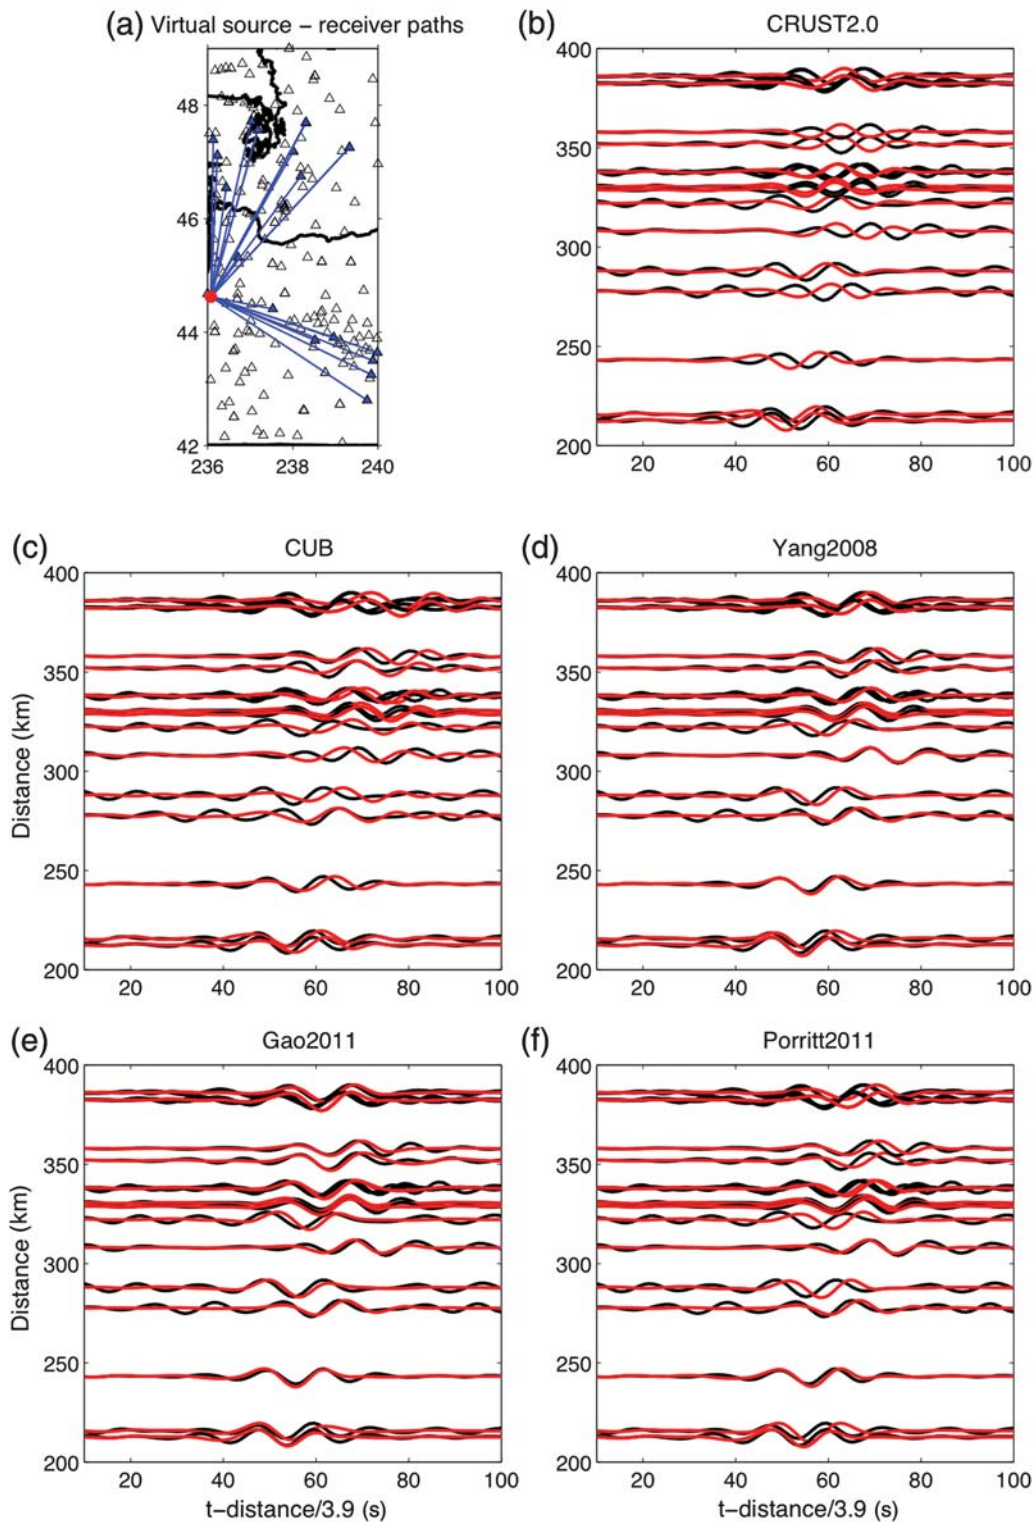 (a) Virtual source – receiver paths
48
46
44
42
236 238 240
(b) CRUST2.0
400
350
300
250
200
20 40 60 80 100
(c) CUB
Distance (km)
400
350
300
250
200
20 40 60 80 100
(d) Yang2008
400
350
300
250
200
20 40 60 80 100
(e) Gao2011
Distance (km)
400
350
300
250
200
20 40 60 80 100
t–distance/3.9 (s)
(f) Porritt2011
400
350
300
250
200
20 40 60 80 100
t–distance/3.9 (s)